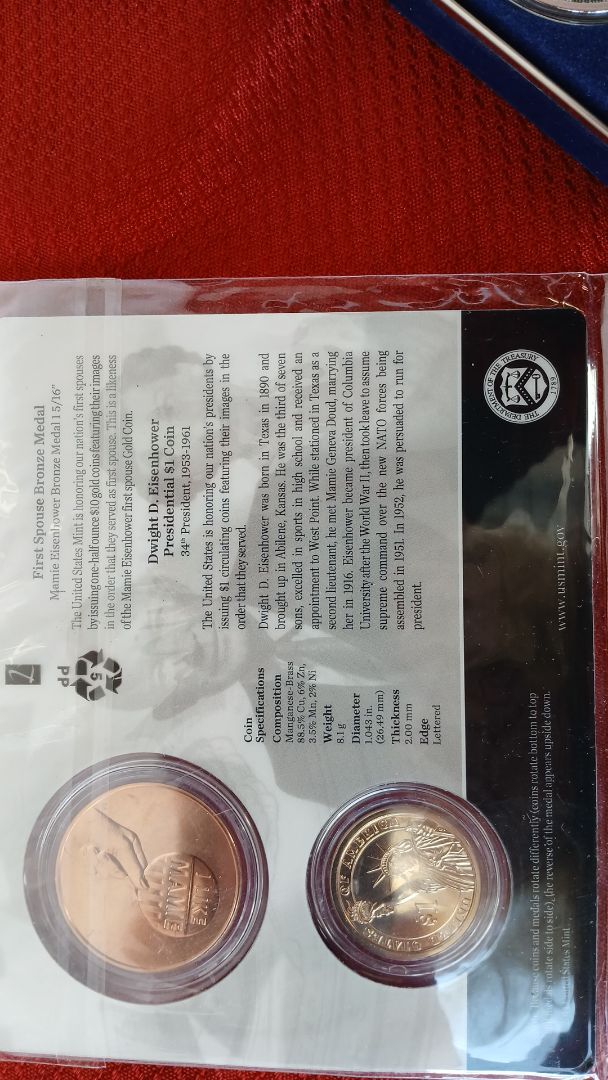 First Spouse Bronze Medal
Mamie Eisenhower Bronze Medal 1 5/16"
The United States Mint is honoring our nation's first spouses
by issuing one-half ounce $10 gold coins featuring their images
in the order that they served as first spouse. This is a likeness
of the Mamie Eisenhower first spouse Gold Coin.
Dwight D. Eisenhower
Presidential $1 Coin
34th President, 1953-1961
The United States is honoring our nation's presidents by
issuing $1 circulating coins featuring their images in the
order that they served.
Dwight D. Eisenhower was born in Texas in 1890 and
brought up in Abilene, Kansas. He was the third of seven
sons, excelled in sports in high school and received an
appointment to West Point. While stationed in Texas as a
second lieutenant, he met Mamie Geneva Doud, marrying
her in 1916. Eisenhower became president of Columbia
University after the World War II, then took leave to assume
supreme command over the new NATO forces being
assembled in 1951. In 1952, he was persuaded to run for
president.
5
PP
Coin
Specifications
Composition
Manganese-Brass
88.5% Cu, 6% Zn,
3.5% Mn, 2% Ni
Weight
8.1 g
Diameter
1.043 in.
(26.49 mm)
Thickness
2.00 mm
Edge
Lettered
I LIKE
MAMIE
UNITED STATES OF AMERICA
$1
THE DEPARTMENT OF THE TREASURY
1789
www.usmint.gov
because coins and medals rotate differently (coins rotate bottom to top
rotate side to side), the reverse of the medal appears upside down.
United States Mint